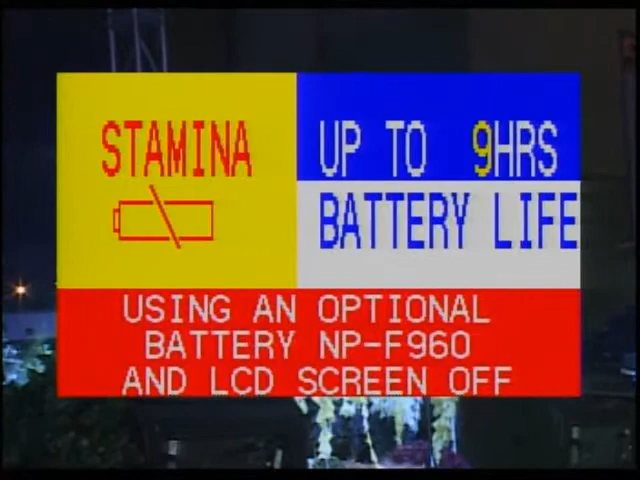 STAMINA
UP TO 9HRS
BATTERY LIFE
USING AN OPTIONAL
BATTERY NP-F960
AND LCD SCREEN OFF